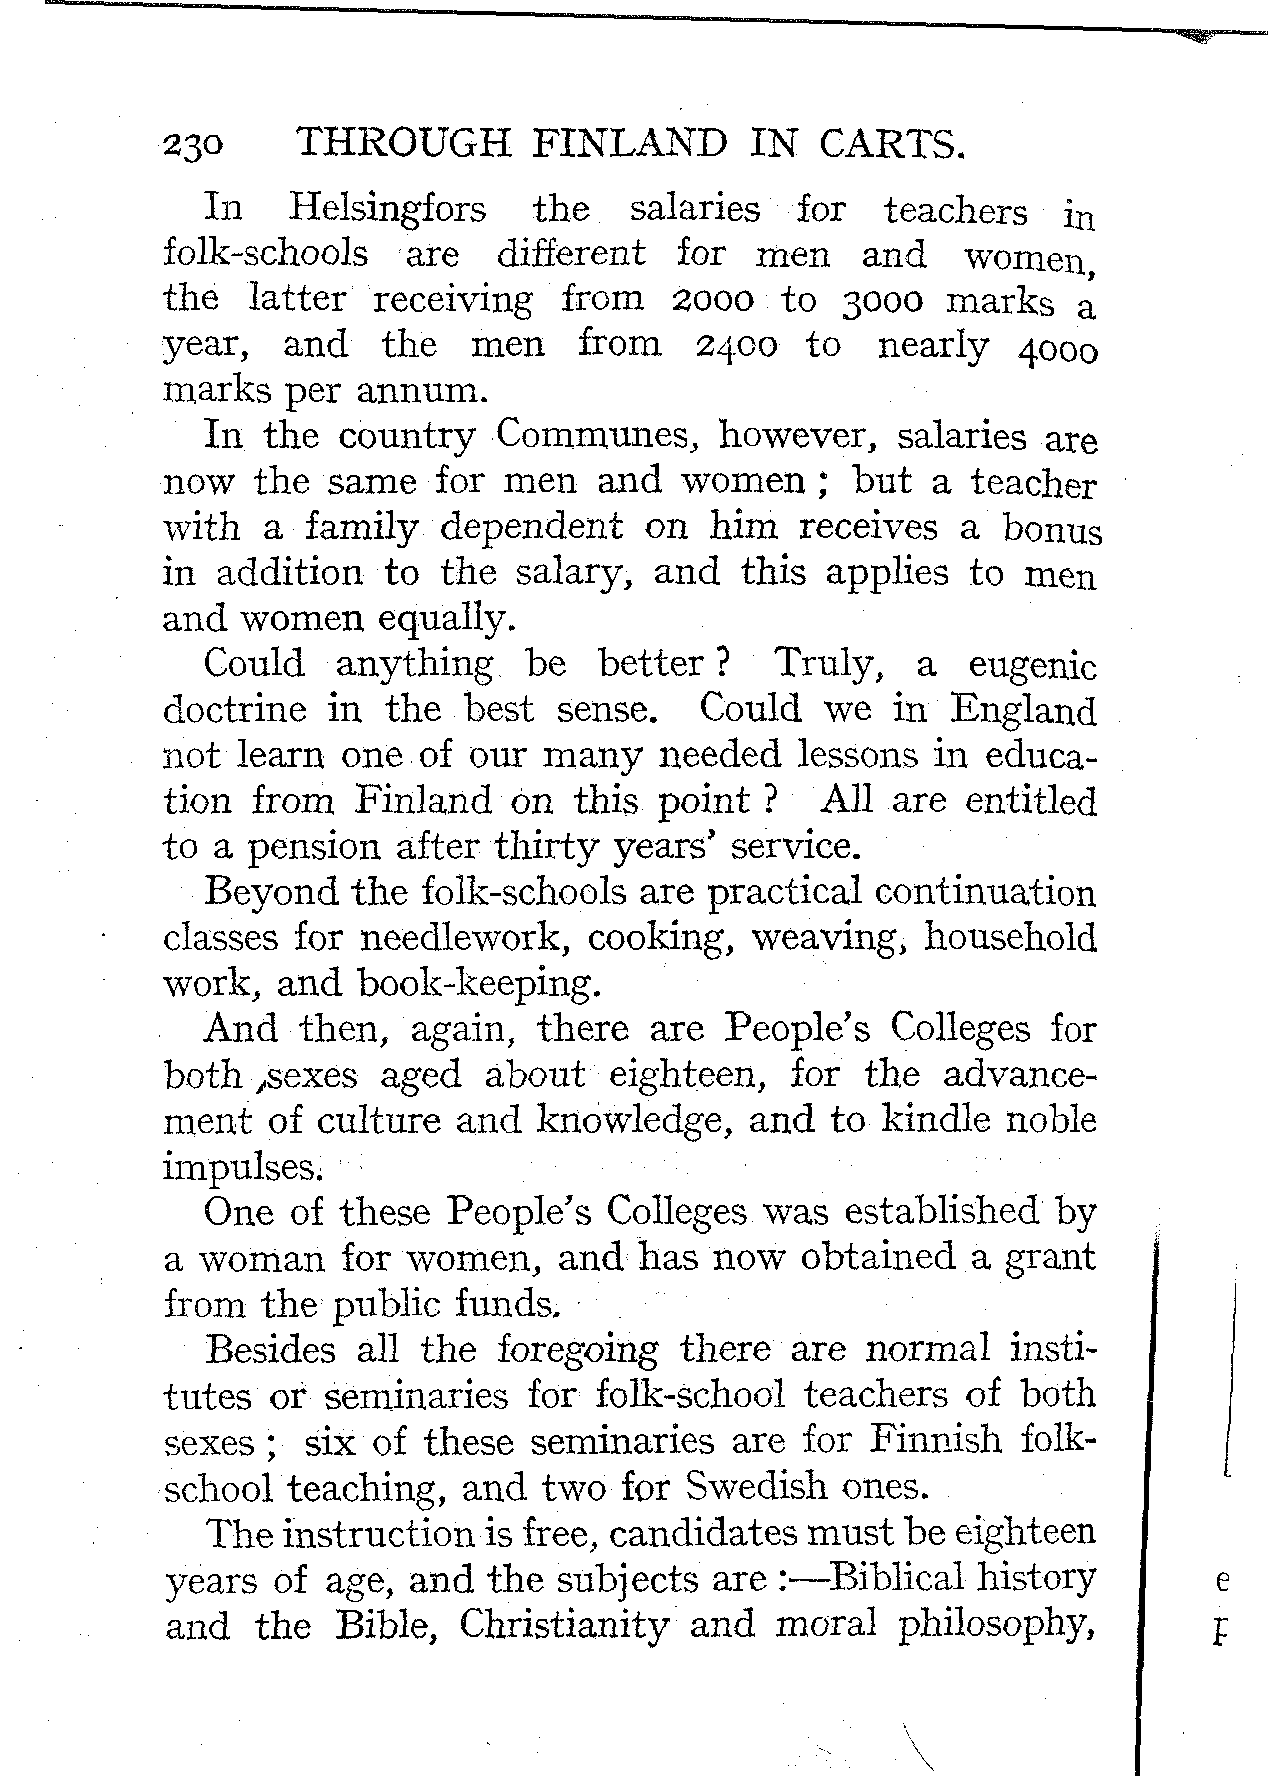 230 THROUGH FINLAND IN CARTS.
In Helsingfors the salaries for teachers in
folk-schools are different for men and women,
the latter receiving from 2000 to 3000 marks a
year, and the men from 2400 to nearly 4000
marks per annum.
In the country Communes, however, salaries are
now the same for men and women ; but a teacher
with a family dependent on him receives a bonus
in addition to the salary, and this applies to men
and women equally.
Could anything be better ? Truly, a eugenic
doctrine in the best sense. Could we in England
not learn one of our many needed lessons in educa-
tion from Finland on this point ? All are entitled
to a pension after thirty years' service.
Beyond the folk-schools are practical continuation
classes for needlework, cooking, weaving, household
work, and book-keeping.
And then, again, there are People's Colleges for
both sexes aged about eighteen, for the advance-
ment of culture and knowledge, and to kindle noble
impulses.
One of these People's Colleges was established by
a woman for women, and has now obtained a grant
from the public funds.
Besides all the foregoing there are normal insti-
tutes or seminaries for folk-school teachers of both
sexes ; six of these seminaries are for Finnish folk-
school teaching, and two for Swedish ones.
The instruction is free, candidates must be eighteen
years of age, and the subjects are :—Biblical history
and the Bible, Christianity and moral philosophy,